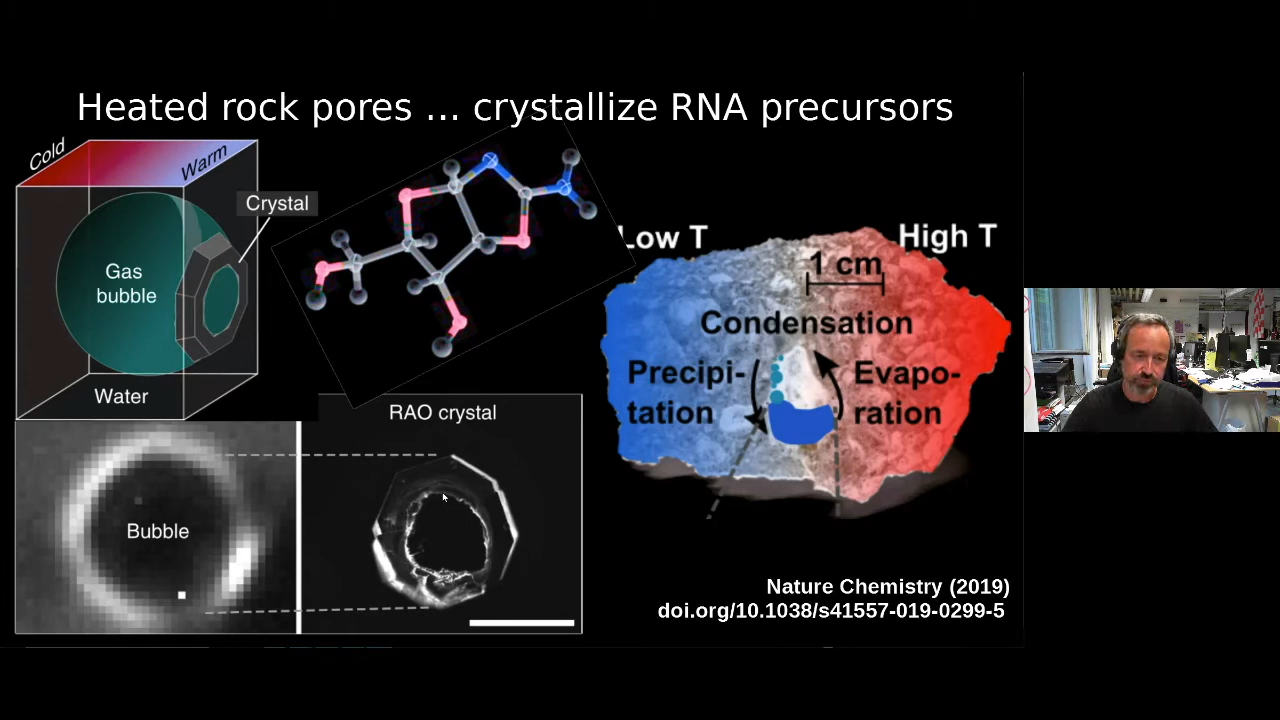 Heated rock pores ... crystallize RNA precursors
Cold
Warm
Crystal
Gas
bubble
Water
RAO crystal
Bubble
Low T
High T
1 cm
Condensation
Precipi-
tation
Evapo-
ration
Nature Chemistry (2019)
doi.org/10.1038/s41557-019-0299-5